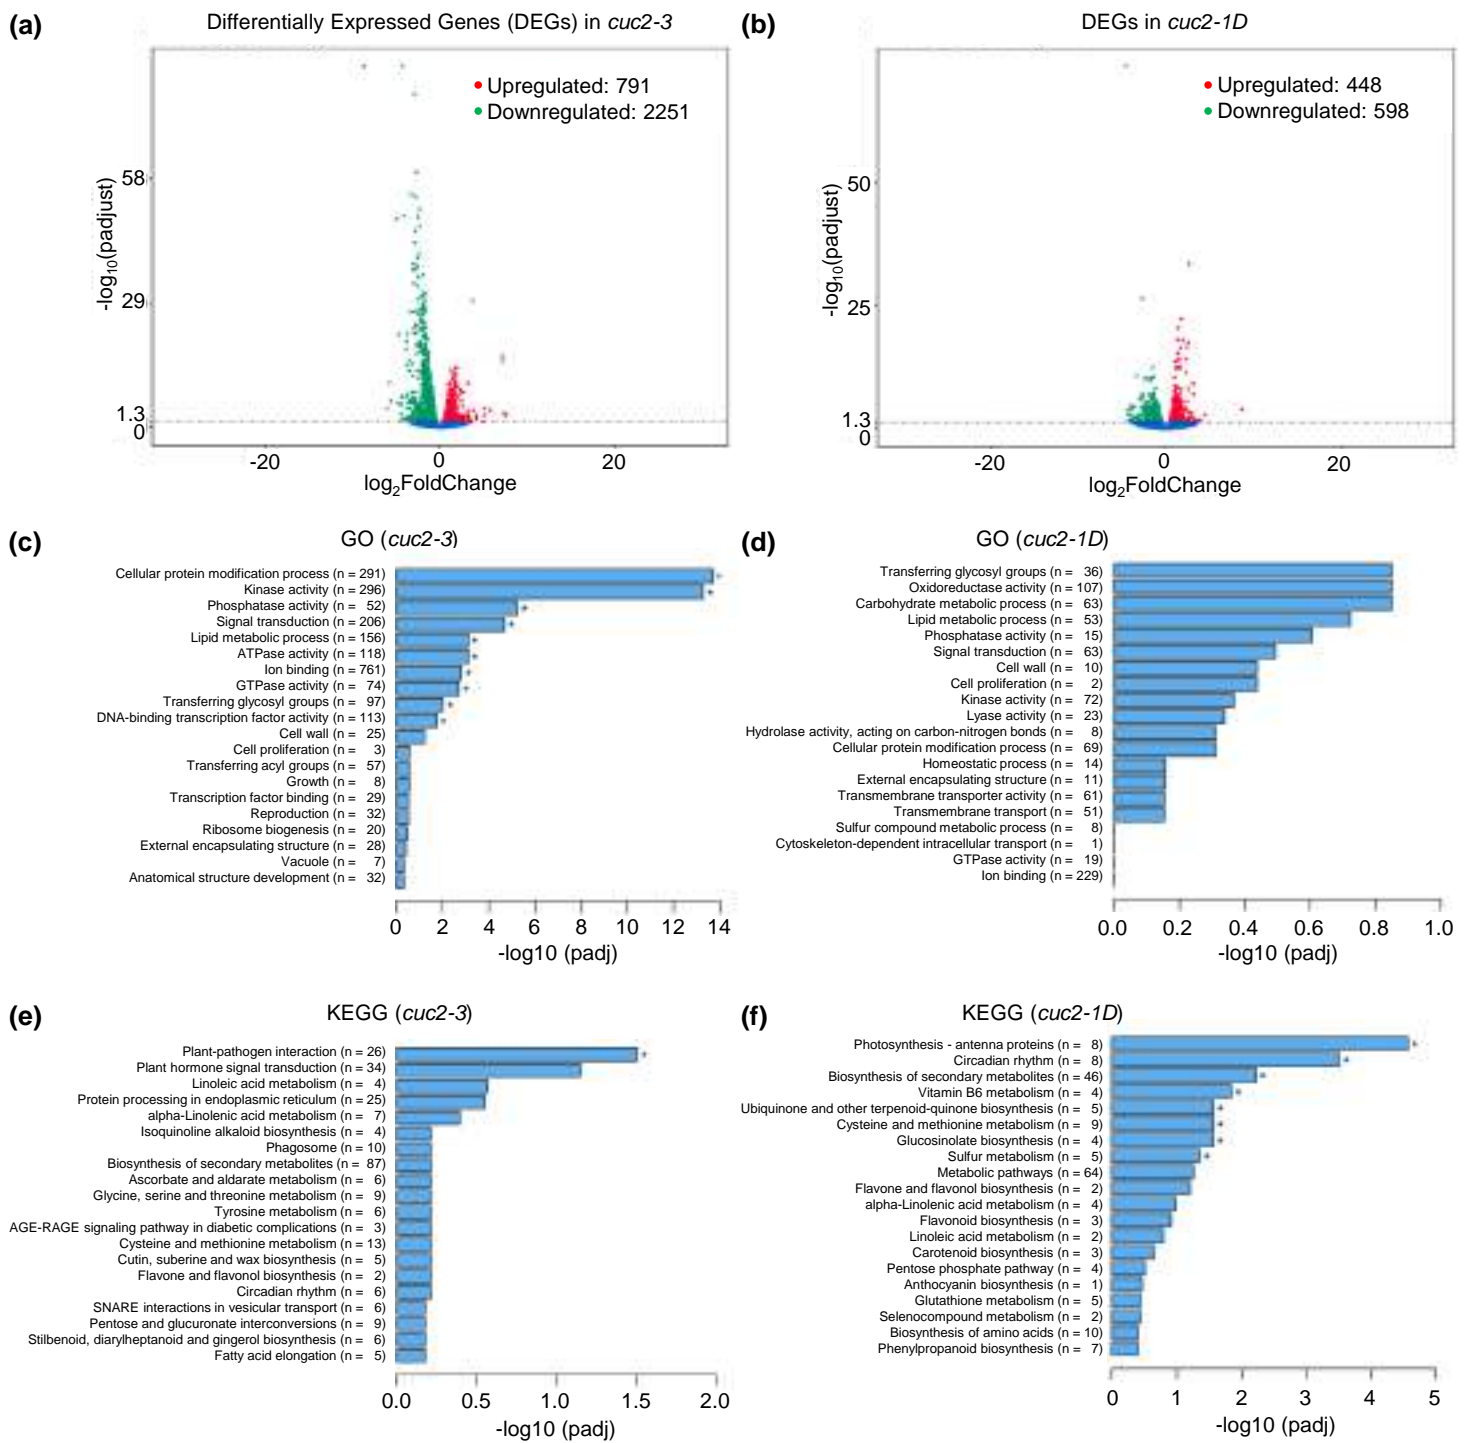 (a) Differentially Expressed Genes (DEGs) in cuc2-3
Upregulated: 791
Downregulated: 2251
-log10(padjust)
58
29
1.3
0
-20 0 20
log2FoldChange
(b) DEGs in cuc2-1D
Upregulated: 448
Downregulated: 598
-log10(padjust)
50
25
1.3
0
-20 0 20
log2FoldChange
(c) GO (cuc2-3)
Cellular protein modification process (n = 291)
Kinase activity (n = 296)
Phosphatase activity (n = 52)
Signal transduction (n = 206)
Lipid metabolic process (n = 156)
ATPase activity (n = 118)
Ion binding (n = 761)
GTPase activity (n = 74)
Transferring glycosyl groups (n = 97)
DNA-binding transcription factor activity (n = 113)
Cell wall (n = 25)
Cell proliferation (n = 3)
Transferring acyl groups (n = 57)
Growth (n = 8)
Transcription factor binding (n = 29)
Reproduction (n = 32)
Ribosome biogenesis (n = 20)
External encapsulating structure (n = 28)
Vacuole (n = 7)
Anatomical structure development (n = 32)
0 2 4 6 8 10 12 14
-log10 (padj)
(d) GO (cuc2-1D)
Transferring glycosyl groups (n = 36)
Oxidoreductase activity (n = 107)
Carbohydrate metabolic process (n = 63)
Lipid metabolic process (n = 53)
Phosphatase activity (n = 15)
Signal transduction (n = 63)
Cell wall (n = 10)
Cell proliferation (n = 2)
Kinase activity (n = 72)
Lyase activity (n = 23)
Hydrolase activity, acting on carbon-nitrogen bonds (n = 8)
Cellular protein modification process (n = 69)
Homeostatic process (n = 14)
External encapsulating structure (n = 11)
Transmembrane transporter activity (n = 61)
Transmembrane transport (n = 51)
Sulfur compound metabolic process (n = 8)
Cytoskeleton-dependent intracellular transport (n = 1)
GTPase activity (n = 19)
Ion binding (n = 229)
0.0 0.2 0.4 0.6 0.8 1.0
-log10 (padj)
(e) KEGG (cuc2-3)
Plant-pathogen interaction (n = 26)
Plant hormone signal transduction (n = 34)
Linoleic acid metabolism (n = 4)
Protein processing in endoplasmic reticulum (n = 25)
alpha-Linolenic acid metabolism (n = 7)
Isoquinoline alkaloid biosynthesis (n = 4)
Phagosome (n = 10)
Biosynthesis of secondary metabolites (n = 87)
Ascorbate and aldarate metabolism (n = 6)
Glycine, serine and threonine metabolism (n = 9)
Tyrosine metabolism (n = 6)
AGE-RAGE signaling pathway in diabetic complications (n = 3)
Cysteine and methionine metabolism (n = 13)
Cutin, suberine and wax biosynthesis (n = 5)
Flavone and flavonol biosynthesis (n = 2)
Circadian rhythm (n = 6)
SNARE interactions in vesicular transport (n = 6)
Pentose and glucuronate interconversions (n = 9)
Stilbenoid, diarylheptanoid and gingerol biosynthesis (n = 6)
Fatty acid elongation (n = 5)
0.0 0.5 1.0 1.5 2.0
-log10 (padj)
(f) KEGG (cuc2-1D)
Photosynthesis - antenna proteins (n = 8)
Circadian rhythm (n = 8)
Biosynthesis of secondary metabolites (n = 46)
Vitamin B6 metabolism (n = 4)
Ubiquinone and other terpenoid-quinone biosynthesis (n = 5)
Cysteine and methionine metabolism (n = 9)
Glucosinolate biosynthesis (n = 4)
Sulfur metabolism (n = 5)
Metabolic pathways (n = 64)
Flavone and flavonol biosynthesis (n = 2)
alpha-Linolenic acid metabolism (n = 4)
Flavonoid biosynthesis (n = 3)
Linoleic acid metabolism (n = 2)
Carotenoid biosynthesis (n = 3)
Pentose phosphate pathway (n = 4)
Anthocyanin biosynthesis (n = 1)
Glutathione metabolism (n = 5)
Selenocompound metabolism (n = 2)
Biosynthesis of amino acids (n = 10)
Phenylpropanoid biosynthesis (n = 7)
0 1 2 3 4 5
-log10 (padj)